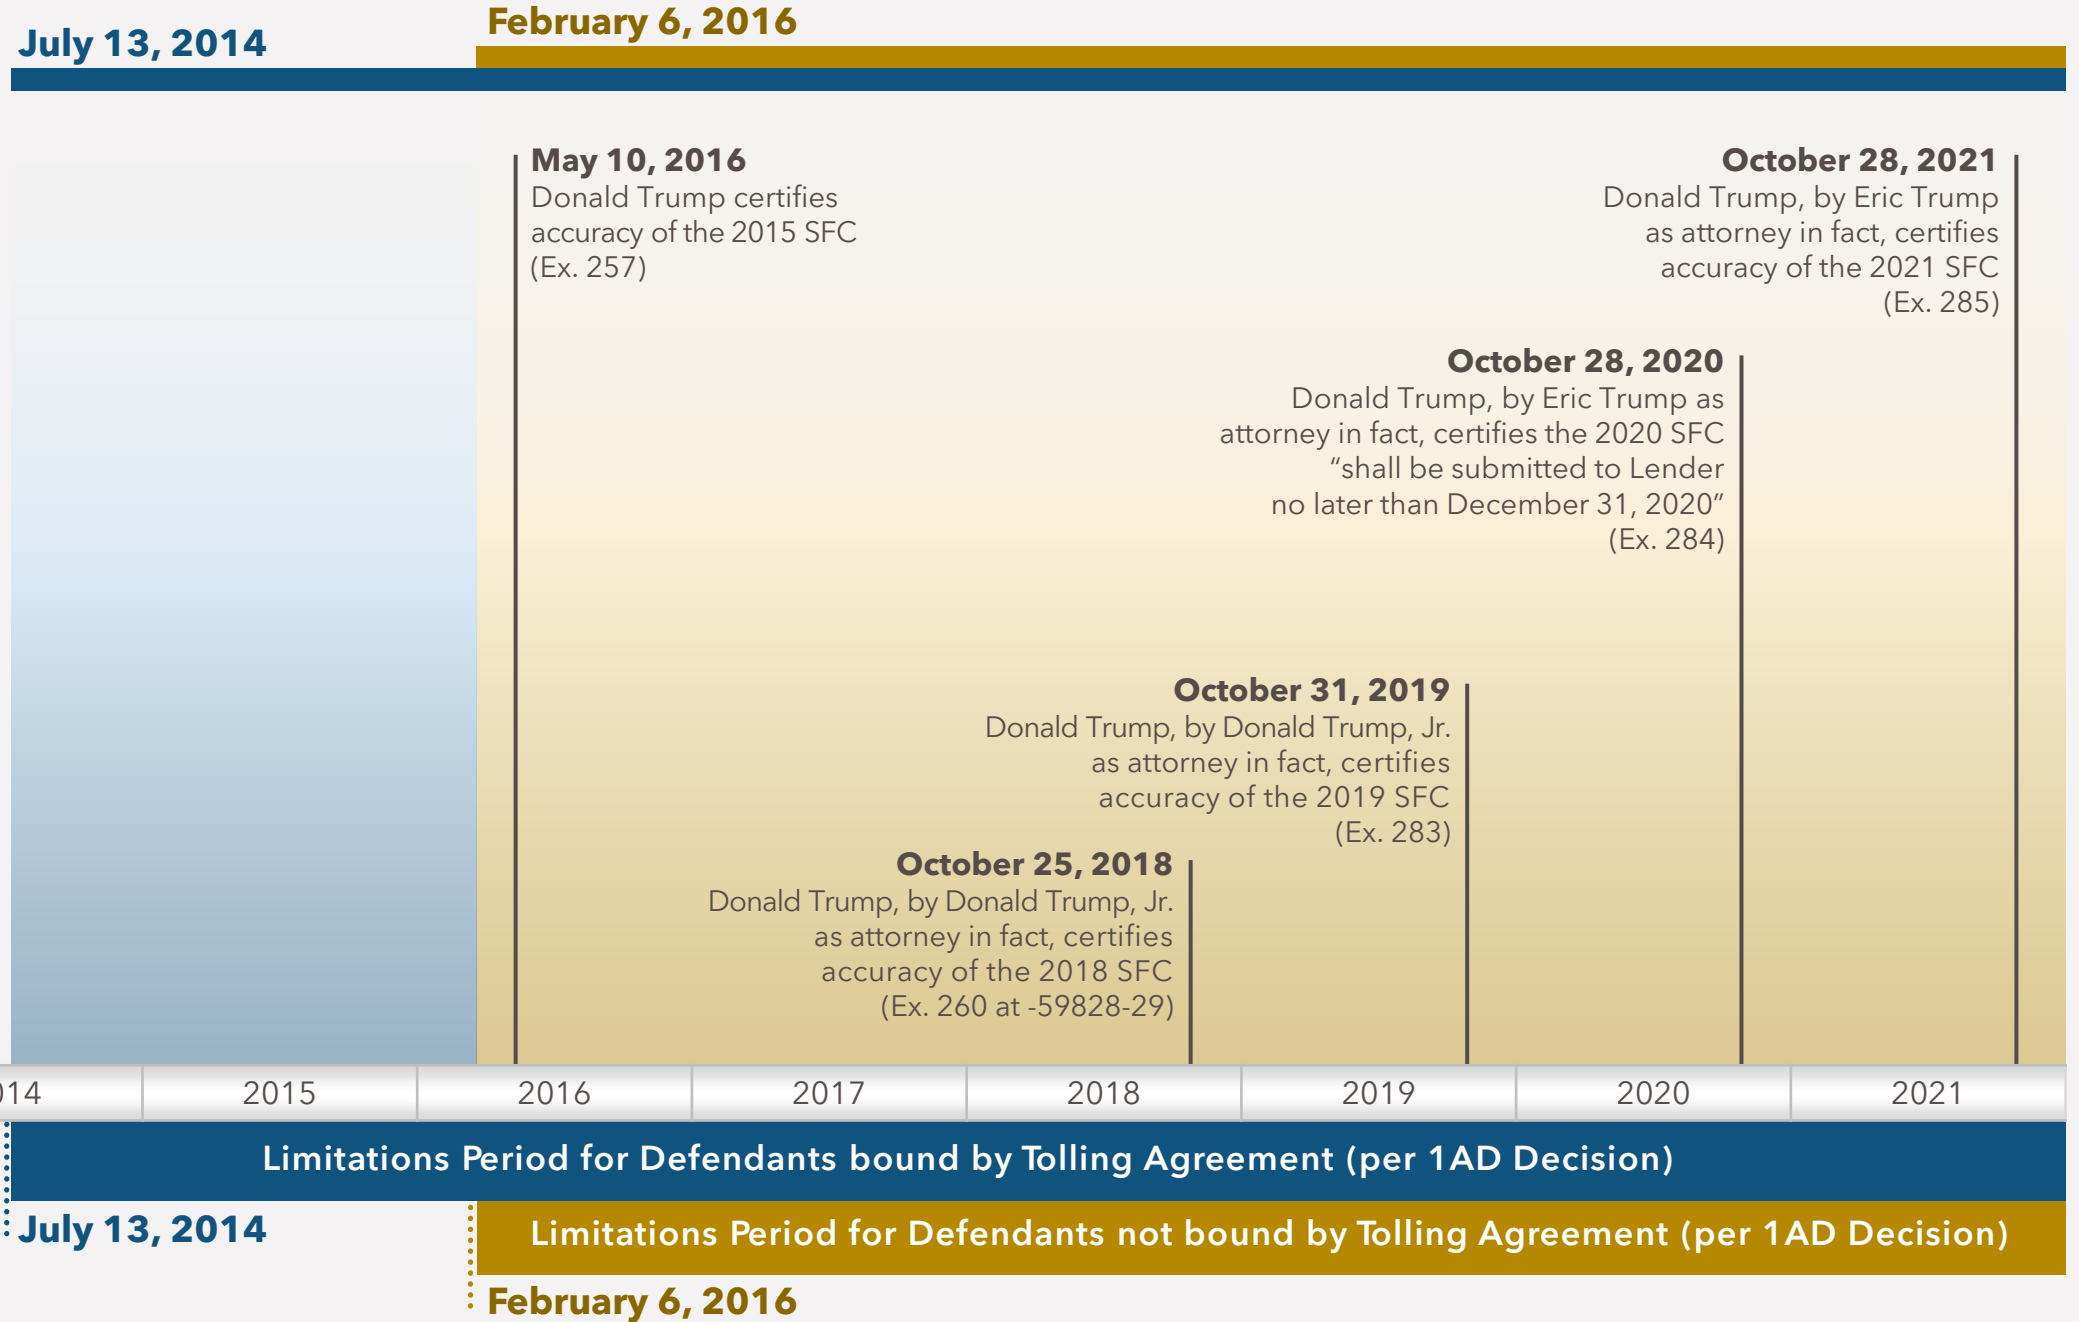 July 13, 2014
February 6, 2016
May 10, 2016
Donald Trump certifies
accuracy of the 2015 SFC
(Ex. 257)
October 28, 2021
Donald Trump, by Eric Trump
as attorney in fact, certifies
accuracy of the 2021 SFC
(Ex. 285)
October 28, 2020
Donald Trump, by Eric Trump as
attorney in fact, certifies the 2020 SFC
“shall be submitted to Lender
no later than December 31, 2020”
(Ex. 284)
October 31, 2019
Donald Trump, by Donald Trump, Jr.
as attorney in fact, certifies
accuracy of the 2019 SFC
(Ex. 283)
October 25, 2018
Donald Trump, by Donald Trump, Jr.
as attorney in fact, certifies
accuracy of the 2018 SFC
(Ex. 260 at -59828-29)
14 2015 2016 2017 2018 2019 2020 2021
Limitations Period for Defendants bound by Tolling Agreement (per 1AD Decision)
July 13, 2014
Limitations Period for Defendants not bound by Tolling Agreement (per 1AD Decision)
February 6, 2016